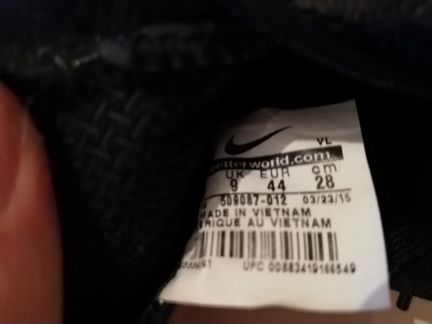 VL
betterworld.com
UK EUR cm
9 44 28
509087-012 03/23/15
MADE IN VIETNAM
FABRIQUE AU VIETNAM
UPC 00883419166549